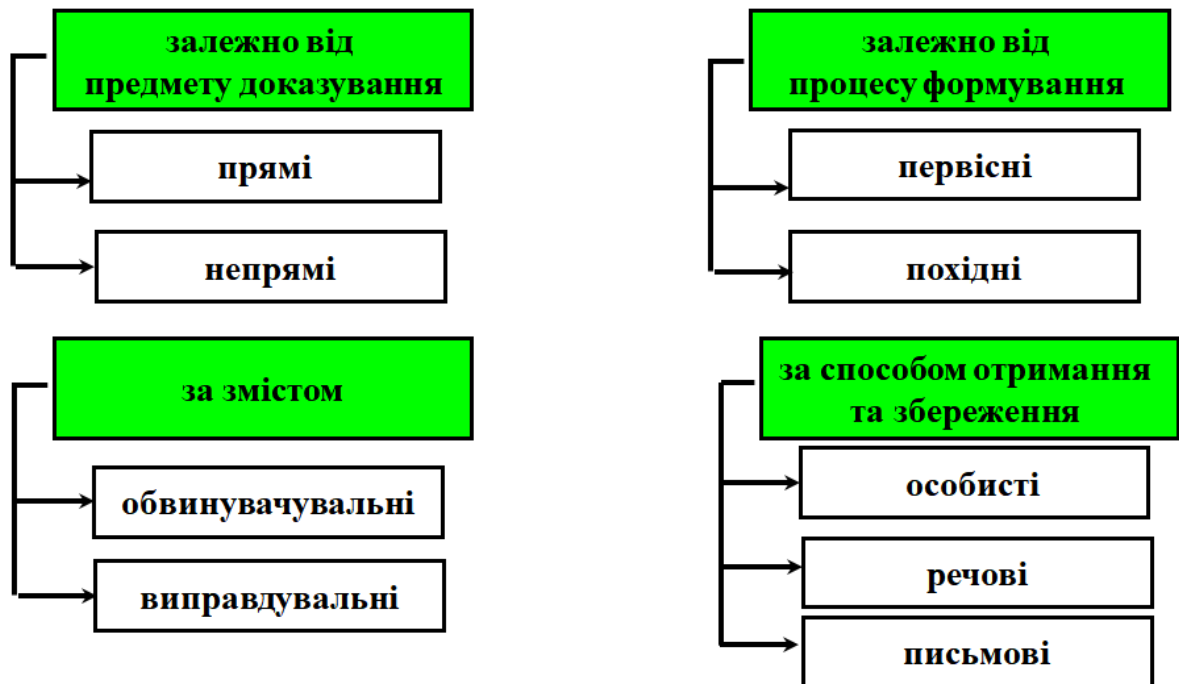 залежно від
предмету доказування
прямі
непрямі
залежно від
процесу формування
первісні
похідні
за змістом
обвинувачувальні
виправдувальні
за способом отримання
та збереження
особисті
речові
письмові